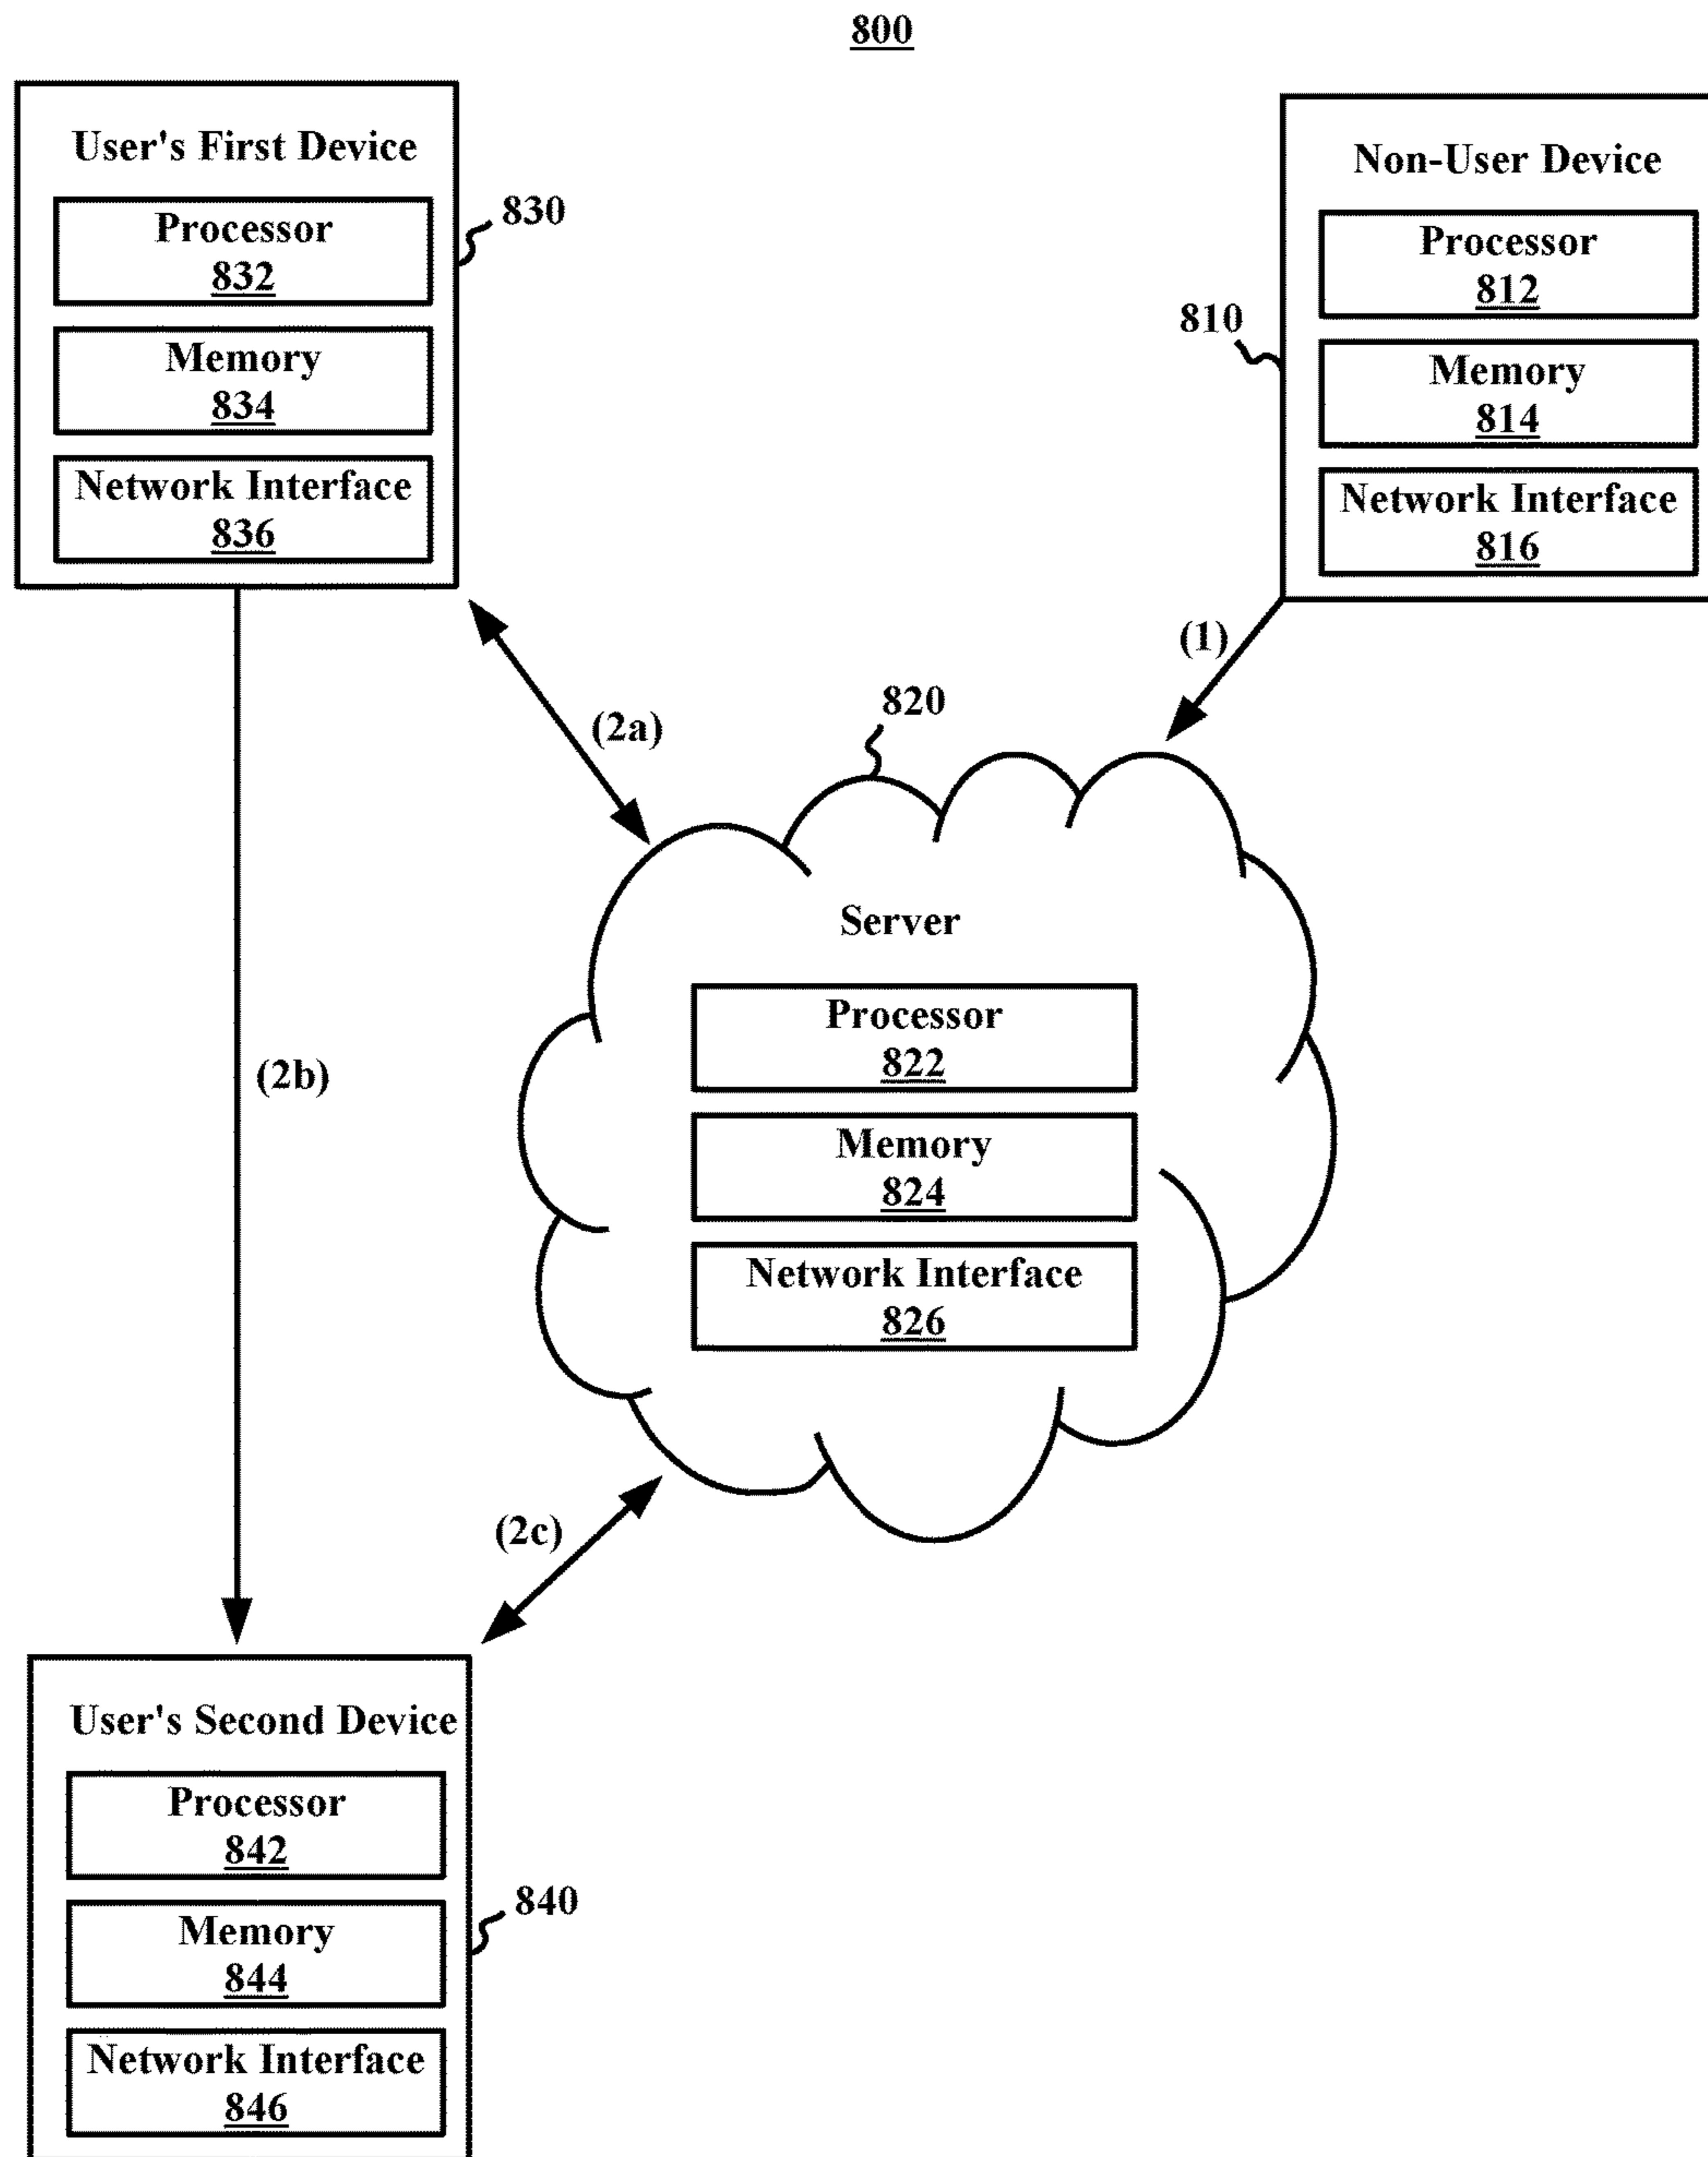 800
User's First Device
Processor
832
Memory
834
Network Interface
836
830
Non-User Device
Processor
812
Memory
814
Network Interface
816
810
(1)
(2a)
820
Server
Processor
822
Memory
824
Network Interface
826
(2b)
(2c)
User's Second Device
Processor
842
Memory
844
Network Interface
846
840